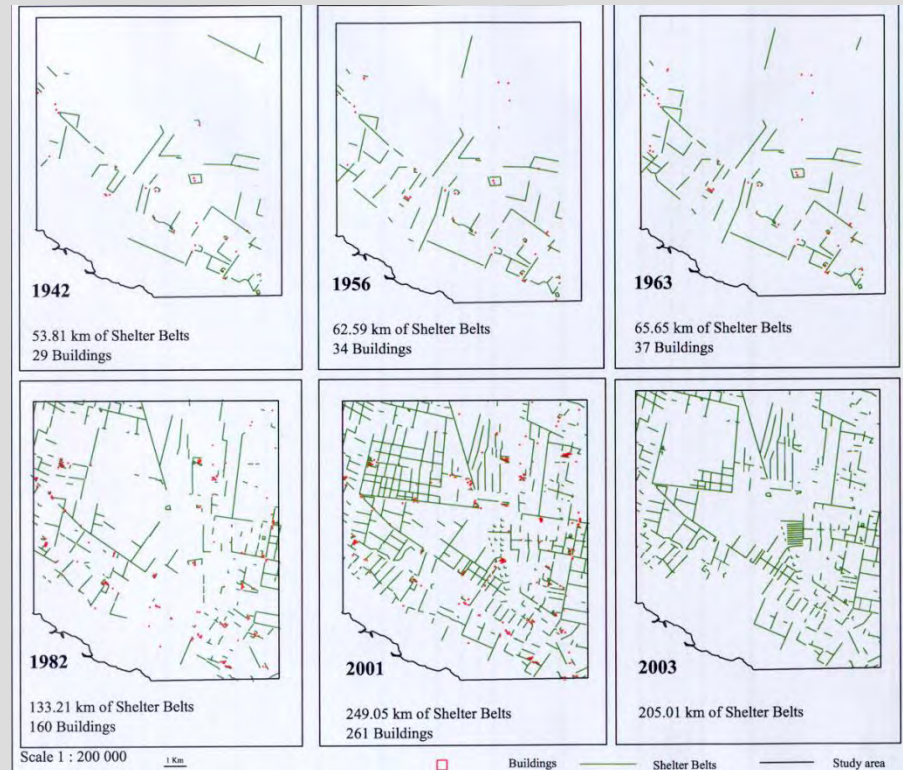 1942
53.81 km of Shelter Belts
29 Buildings
1956
62.59 km of Shelter Belts
34 Buildings
1963
65.65 km of Shelter Belts
37 Buildings
1982
133.21 km of Shelter Belts
160 Buildings
2001
249.05 km of Shelter Belts
261 Buildings
2003
205.01 km of Shelter Belts
Scale 1 : 200 000
1 Km
Buildings
Shelter Belts
Study area